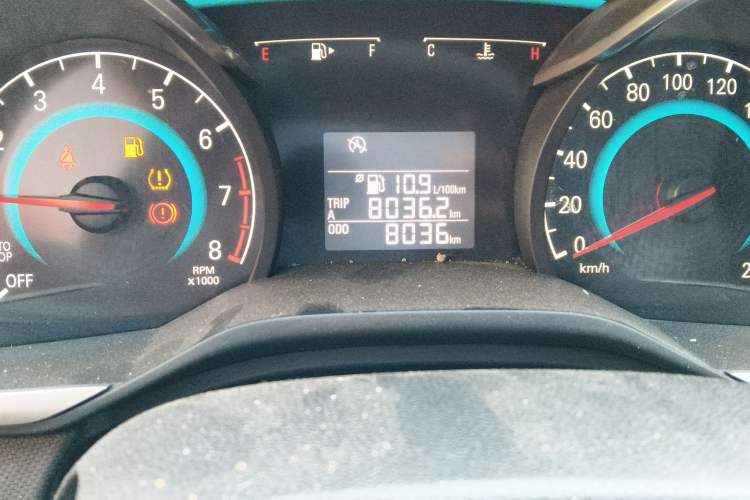 E F C H
2 3 4 5 6 7 8
RPM
x1000
OFF
10.9 L/100km
TRIP
A 8036.2 km
ODO 8036 km
0 20 40 60 80 100 120
km/h